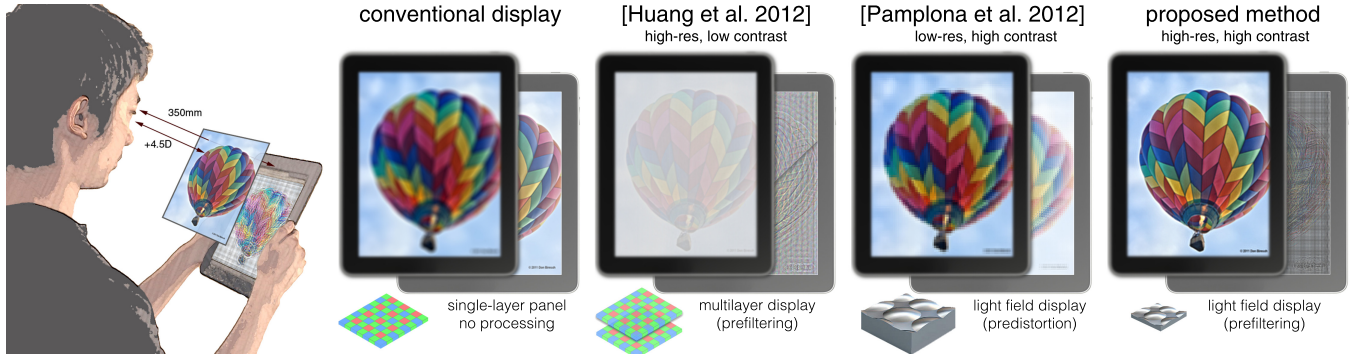 conventional display
[Huang et al. 2012]
high-res, low contrast
[Pamplona et al. 2012]
low-res, high contrast
proposed method
high-res, high contrast
350mm
+4.5D
single-layer panel
no processing
multilayer display
(prefiltering)
light field display
(predistortion)
light field display
(prefiltering)